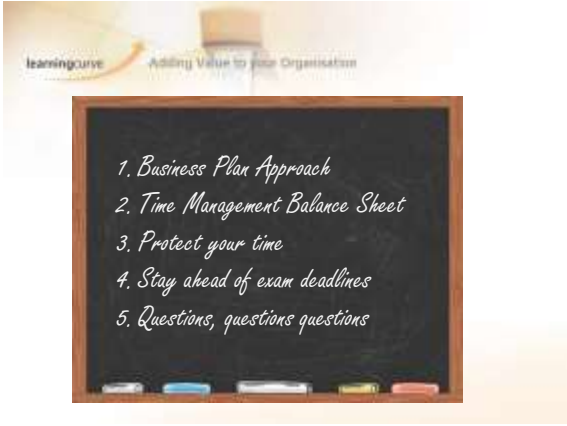 learningcurve Adding Value to your Organisation
1. Business Plan Approach
2. Time Management Balance Sheet
3. Protect your time
4. Stay ahead of exam deadlines
5. Questions, questions questions